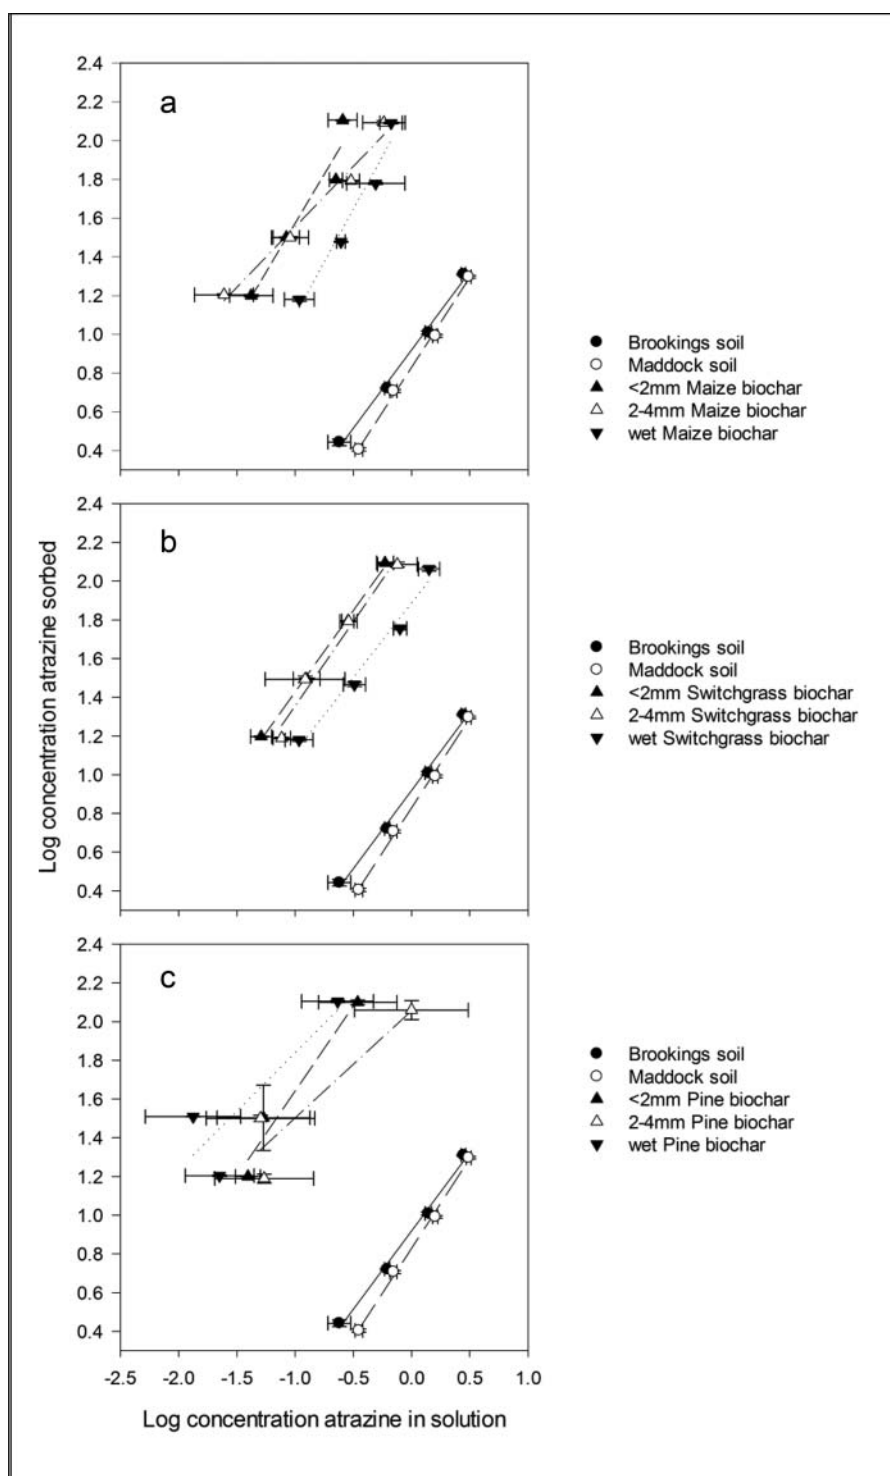 2.4
2.2
2.0
1.8
1.6
1.4
1.2
1.0
0.8
0.6
0.4
a
Brookings soil
Maddock soil
<2mm Maize biochar
2-4mm Maize biochar
wet Maize biochar
Log concentration atrazine sorbed
2.4
2.2
2.0
1.8
1.6
1.4
1.2
1.0
0.8
0.6
0.4
b
Brookings soil
Maddock soil
<2mm Switchgrass biochar
2-4mm Switchgrass biochar
wet Switchgrass biochar
2.4
2.2
2.0
1.8
1.6
1.4
1.2
1.0
0.8
0.6
0.4
c
Brookings soil
Maddock soil
<2mm Pine biochar
2-4mm Pine biochar
wet Pine biochar
-2.5 -2.0 -1.5 -1.0 -0.5 0.0 0.5 1.0
Log concentration atrazine in solution